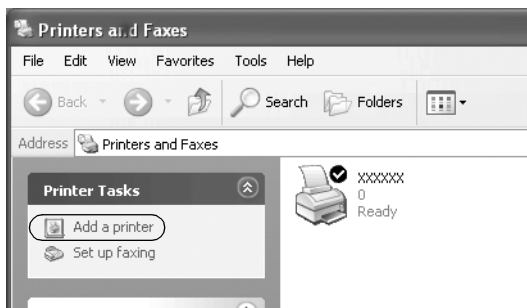 Printers and Faxes
File Edit View Favorites Tools Help
Back Search Folders
Address Printers and Faxes
Printer Tasks
Add a printer
Set up faxing
xxxxxx
0
Ready